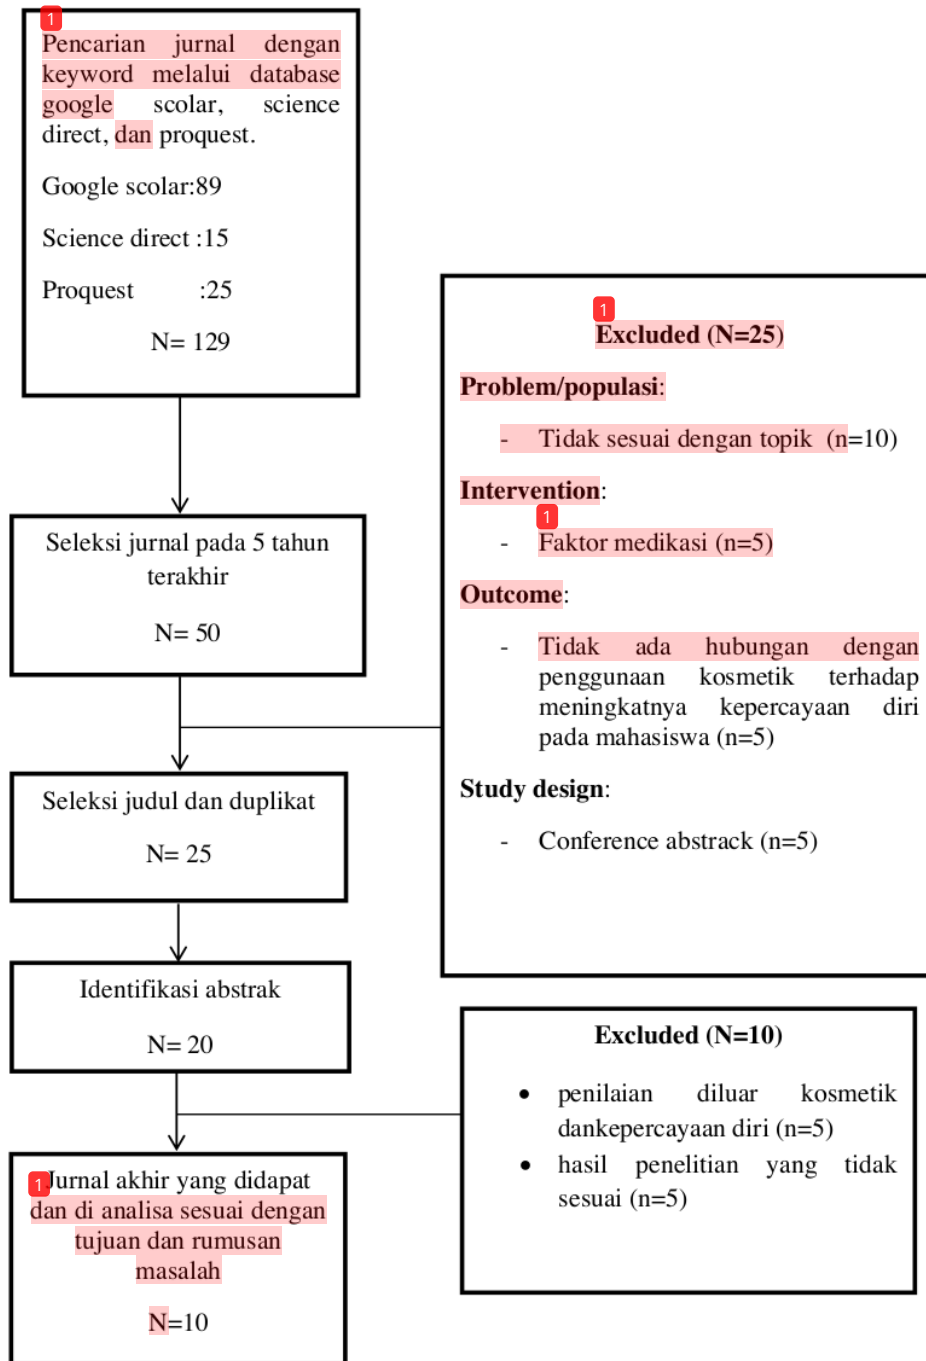 1
Pencarian jurnal dengan
keyword melalui database
google scolar, science
direct, dan proquest.
Google scolar:89
Science direct :15
Proquest :25
N= 129
Seleksi jurnal pada 5 tahun
terakhir
N= 50
1
Excluded (N=25)
Problem/populasi:
- Tidak sesuai dengan topik (n=10)
Intervention:
1
- Faktor medikasi (n=5)
Outcome:
- Tidak ada hubungan dengan
penggunaan kosmetik terhadap
meningkatnya kepercayaan diri
pada mahasiswa (n=5)
Study design:
- Conference abstrack (n=5)
Seleksi judul dan duplikat
N= 25
Identifikasi abstrak
N= 20
Excluded (N=10)
• penilaian diluar kosmetik
dankepercayaan diri (n=5)
• hasil penelitian yang tidak
sesuai (n=5)
1
Jurnal akhir yang didapat
dan di analisa sesuai dengan
tujuan dan rumusan
masalah
N=10